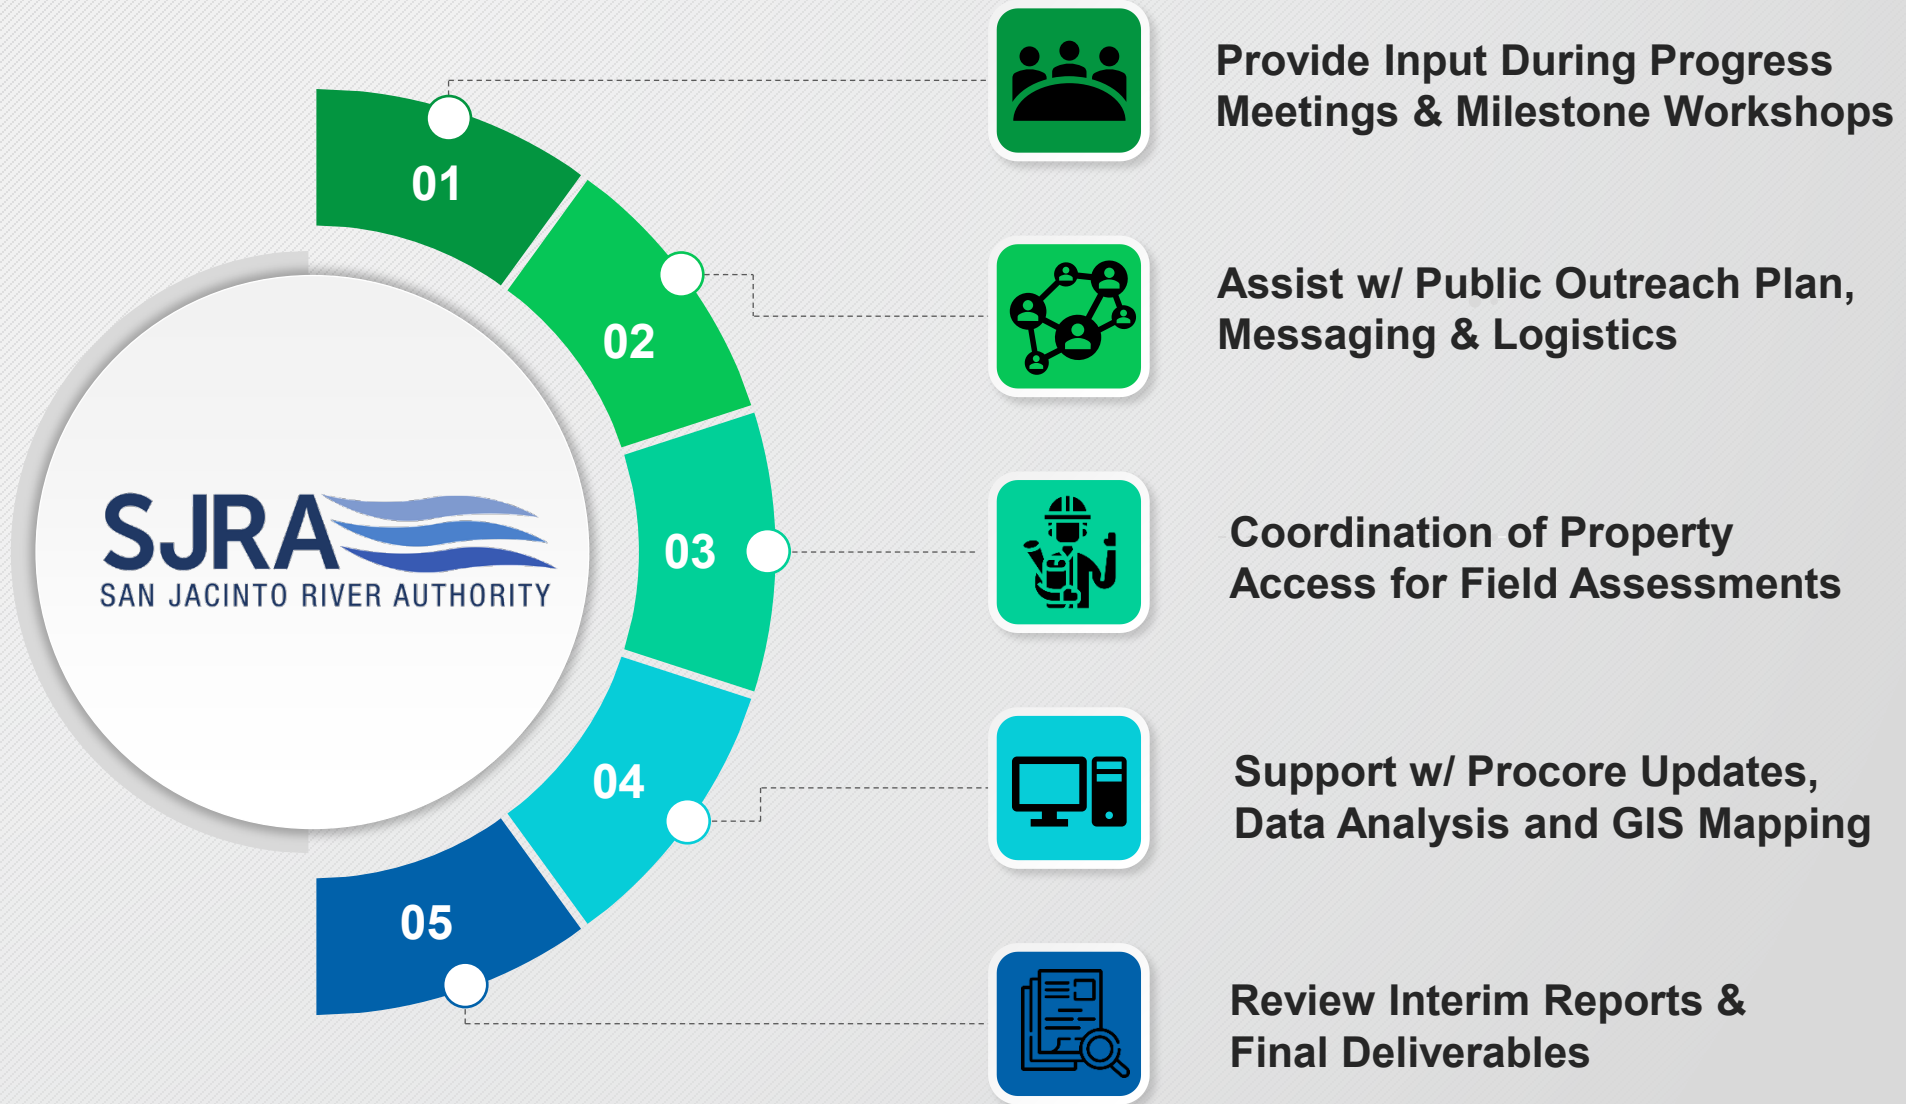 01
Provide Input During Progress
Meetings & Milestone Workshops
02
Assist w/ Public Outreach Plan,
Messaging & Logistics
SJRA
SAN JACINTO RIVER AUTHORITY
03
Coordination of Property
Access for Field Assessments
04
Support w/ Procore Updates,
Data Analysis and GIS Mapping
05
Review Interim Reports &
Final Deliverables